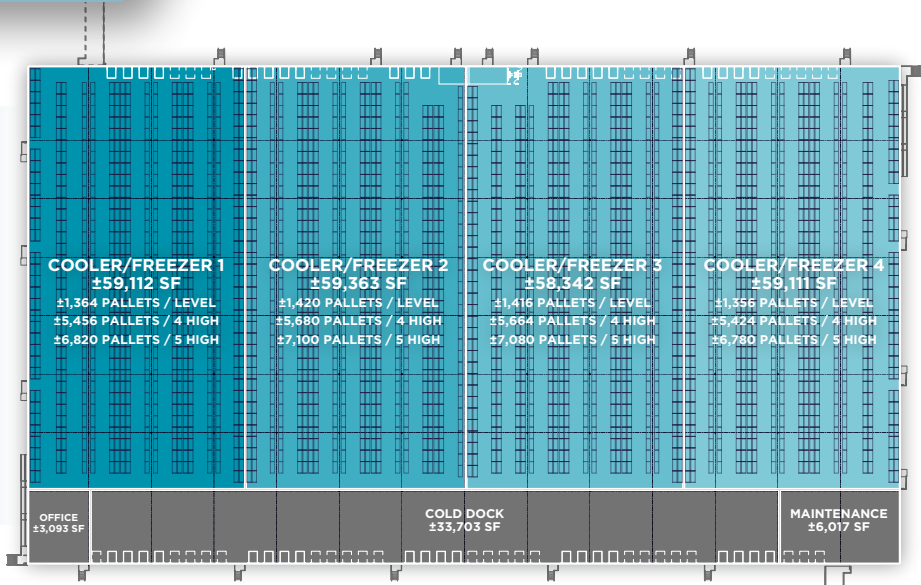 COOLER/FREEZER 1
±59,112 SF
±1,364 PALLETS / LEVEL
±5,456 PALLETS / 4 HIGH
±6,820 PALLETS / 5 HIGH
COOLER/FREEZER 2
±59,363 SF
±1,420 PALLETS / LEVEL
±5,680 PALLETS / 4 HIGH
±7,100 PALLETS / 5 HIGH
COOLER/FREEZER 3
±58,342 SF
±1,416 PALLETS / LEVEL
±5,664 PALLETS / 4 HIGH
±7,080 PALLETS / 5 HIGH
COOLER/FREEZER 4
±59,111 SF
±1,356 PALLETS / LEVEL
±5,424 PALLETS / 4 HIGH
±6,780 PALLETS / 5 HIGH
OFFICE
±3,093 SF
COLD DOCK
±33,703 SF
MAINTENANCE
±6,017 SF